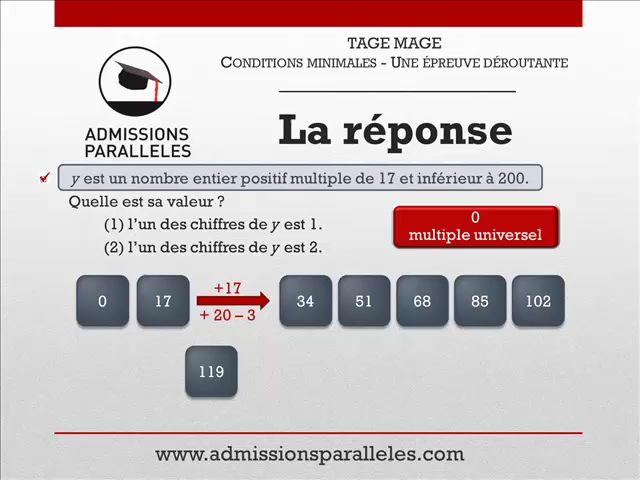 TAGE MAGE
CONDITIONS MINIMALES - UNE ÉPREUVE DÉROUTANTE
ADMISSIONS
PARALLELES
La réponse
y est un nombre entier positif multiple de 17 et inférieur à 200.
Quelle est sa valeur ?
(1) l'un des chiffres de y est 1.
(2) l'un des chiffres de y est 2.
0
multiple universel
0 17 +17 34 51 68 85 102
+ 20 – 3
119
www.admissionsparalleles.com